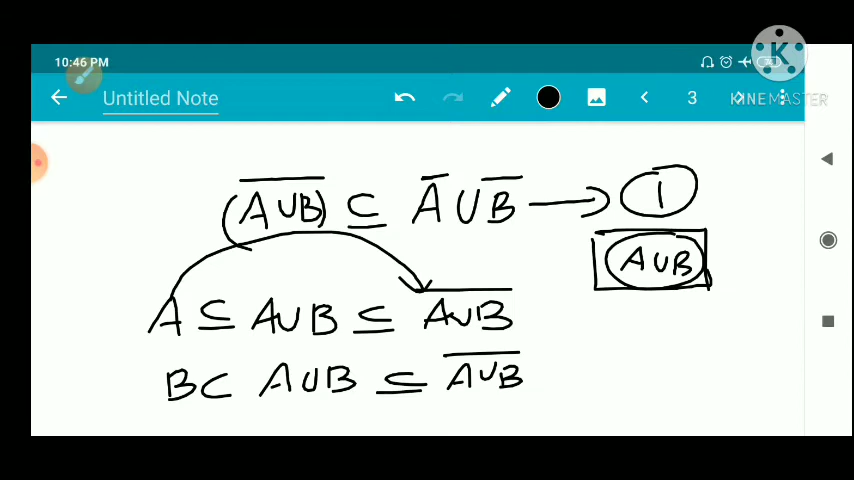 10:46 PM
K
KINEMASTER
Untitled Note
3
(A∪B)̅ ⊆ A̅ ∪ B̅ → 1
A∪B
A ⊆ A∪B ⊆ A̅∪̅B̅
B⊂ A∪B ⊆ A̅∪̅B̅